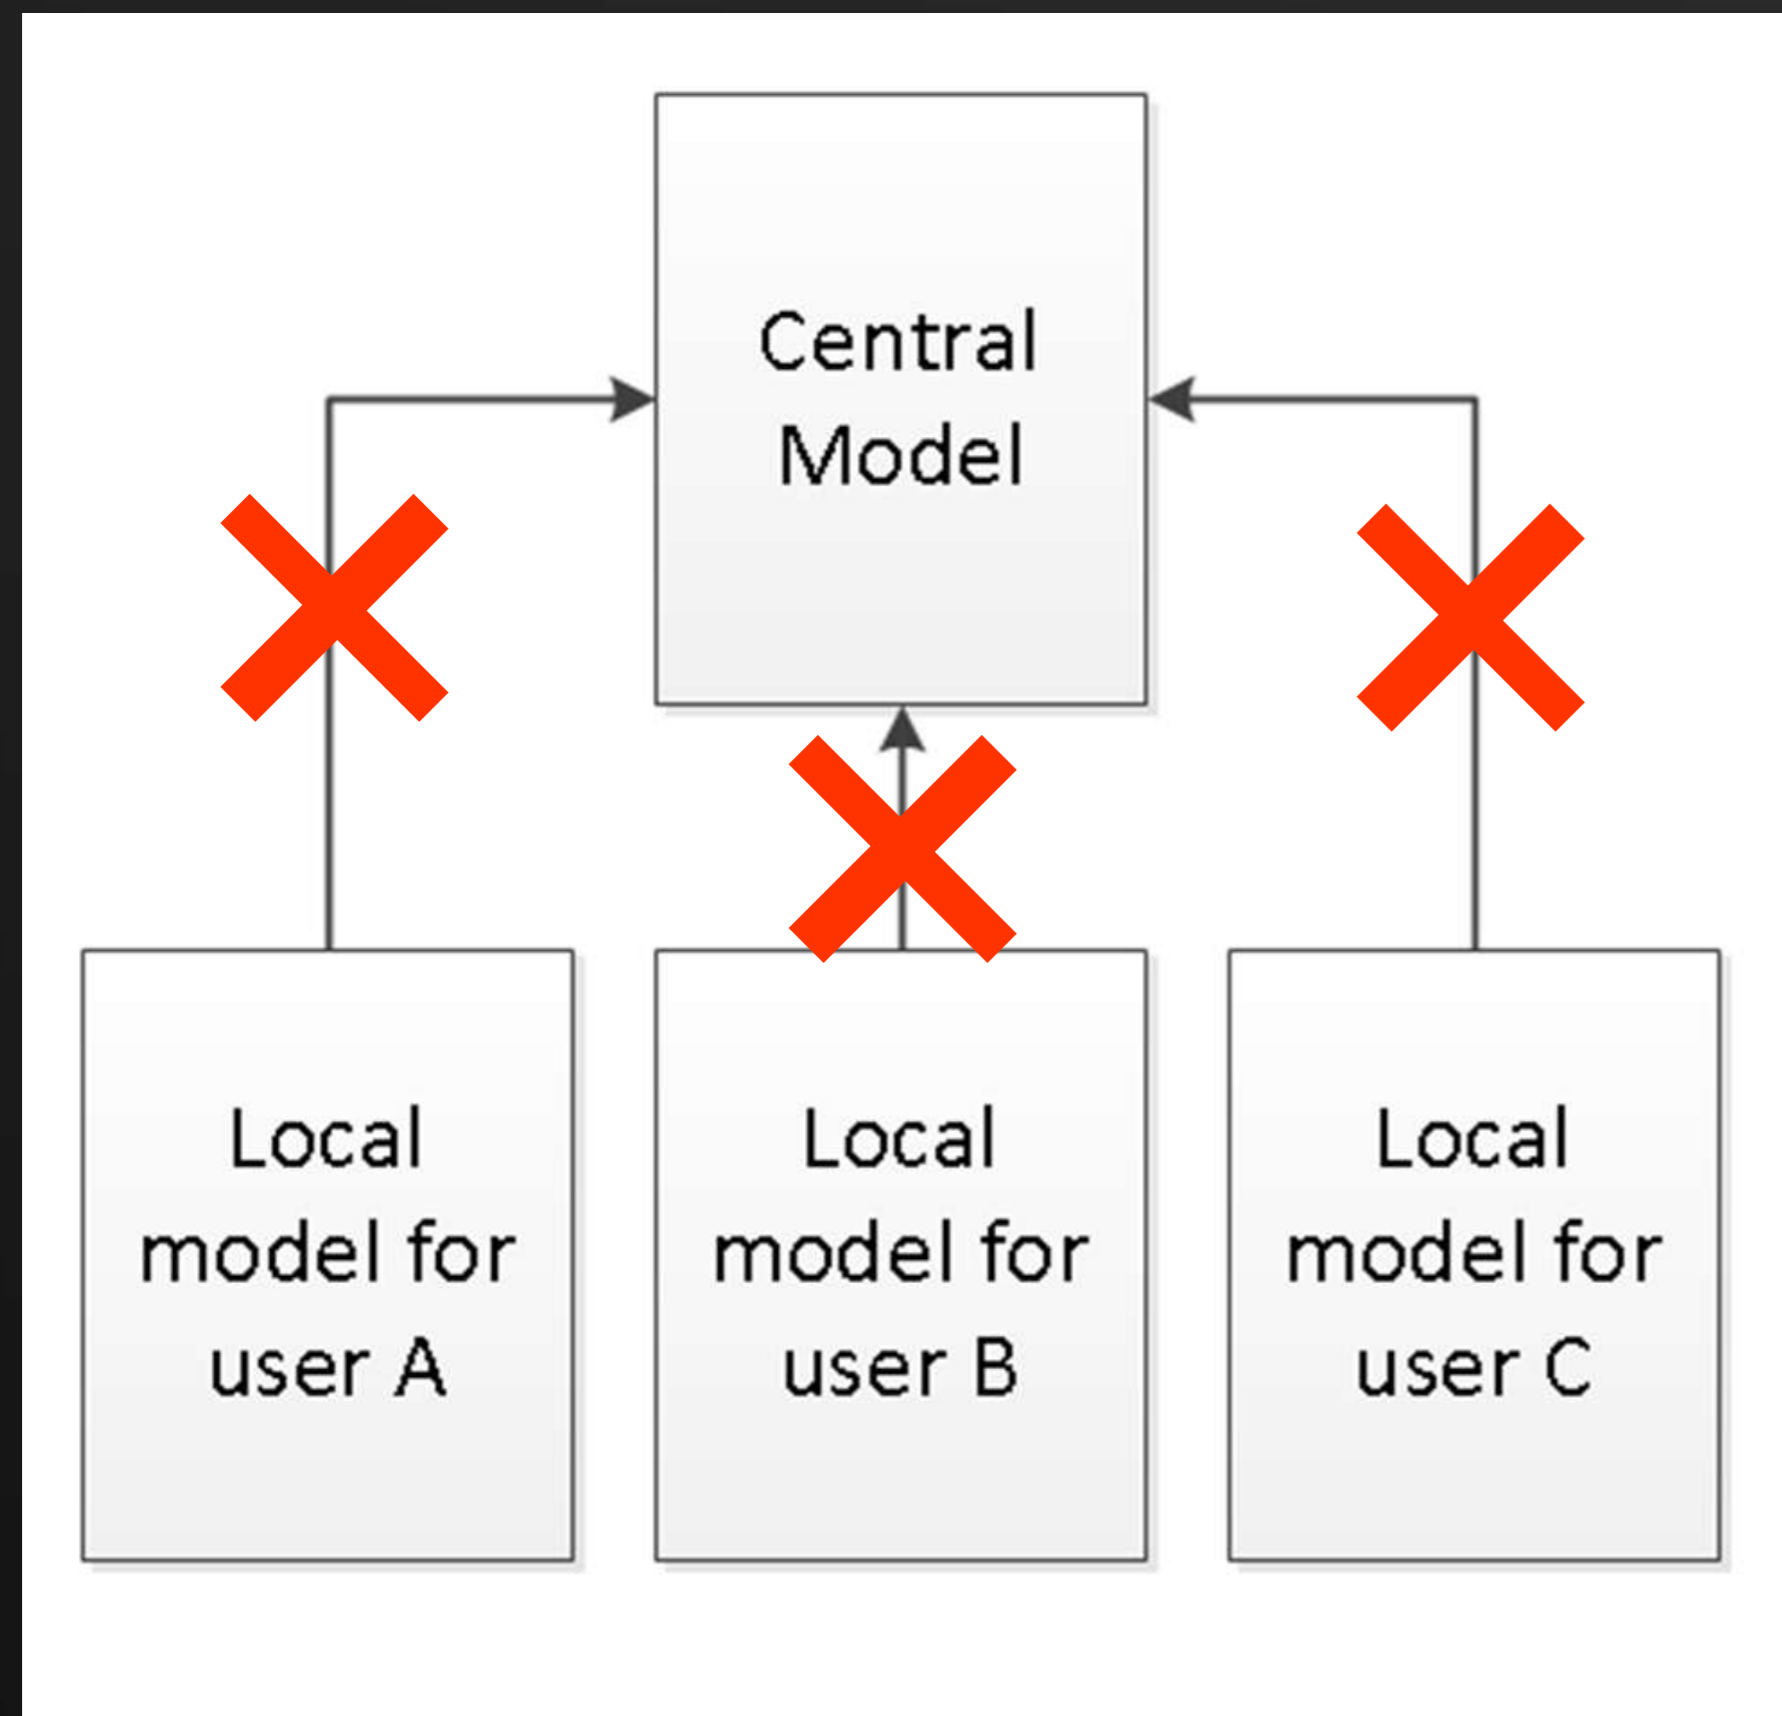 Central
Model
Local
model for
user A
Local
model for
user B
Local
model for
user C